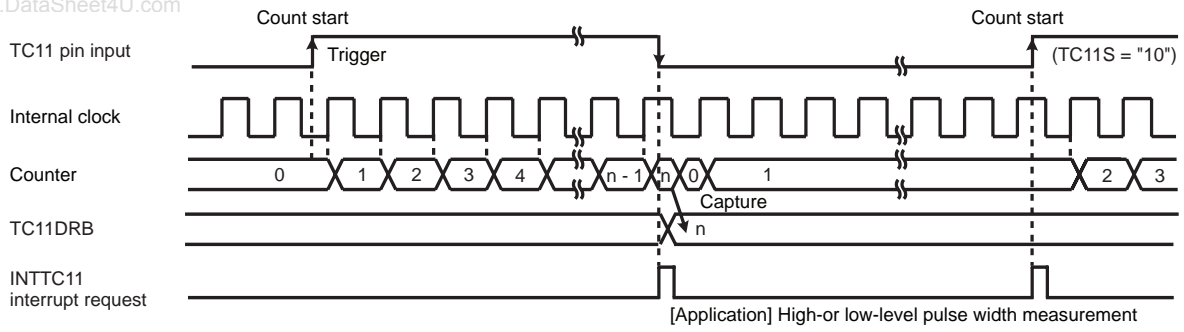 .DataSheet4U.com
Count start Count start
TC11 pin input Trigger (TC11S = "10")
Internal clock
Counter 0 1 2 3 4 n - 1 n 0 1 2 3
Capture
TC11DRB n
INTTC11
interrupt request
[Application] High-or low-level pulse width measurement